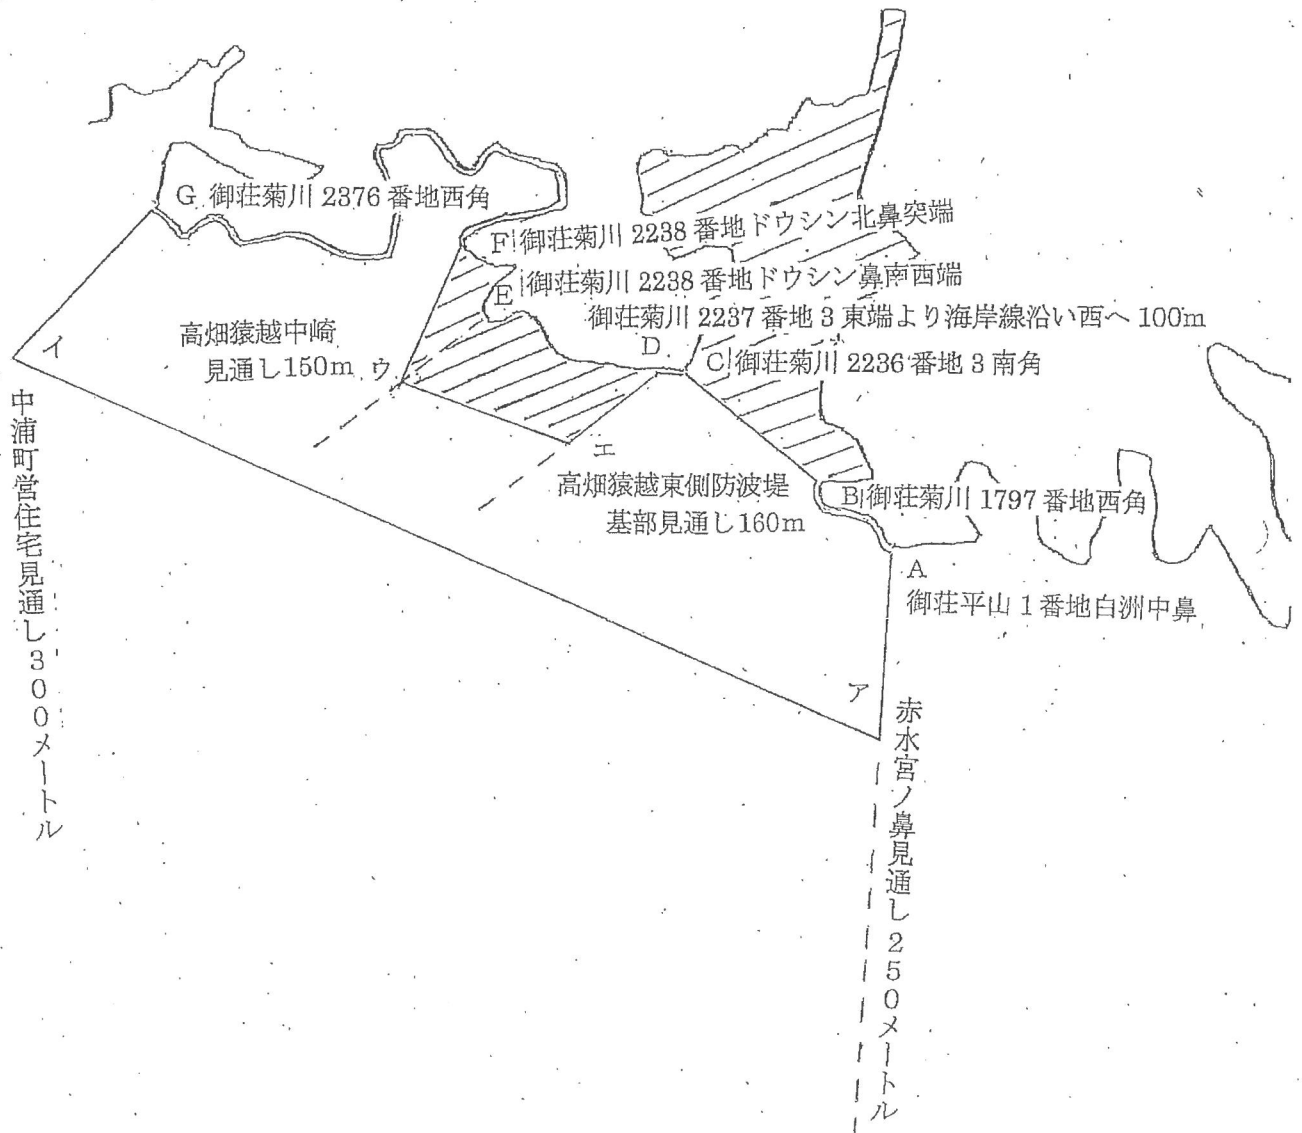 G 御荘菊川 2376 番地西角
F 御荘菊川 2238 番地ドウシン北鼻突端
E 御荘菊川 2238 番地ドウシン鼻南西端
御荘菊川 2237 番地 3 東端より海岸線沿い西へ 100m
D
C 御荘菊川 2236 番地 3 南角
高畑猿越中崎
見通し150m
ウ
イ
エ
高畑猿越東側防波堤
基部見通し160m
B 御荘菊川 1797 番地西角
A
御荘平山 1 番地白洲中鼻
ア
中浦町営住宅見通し300メートル
赤水宮ノ鼻見通し250メートル